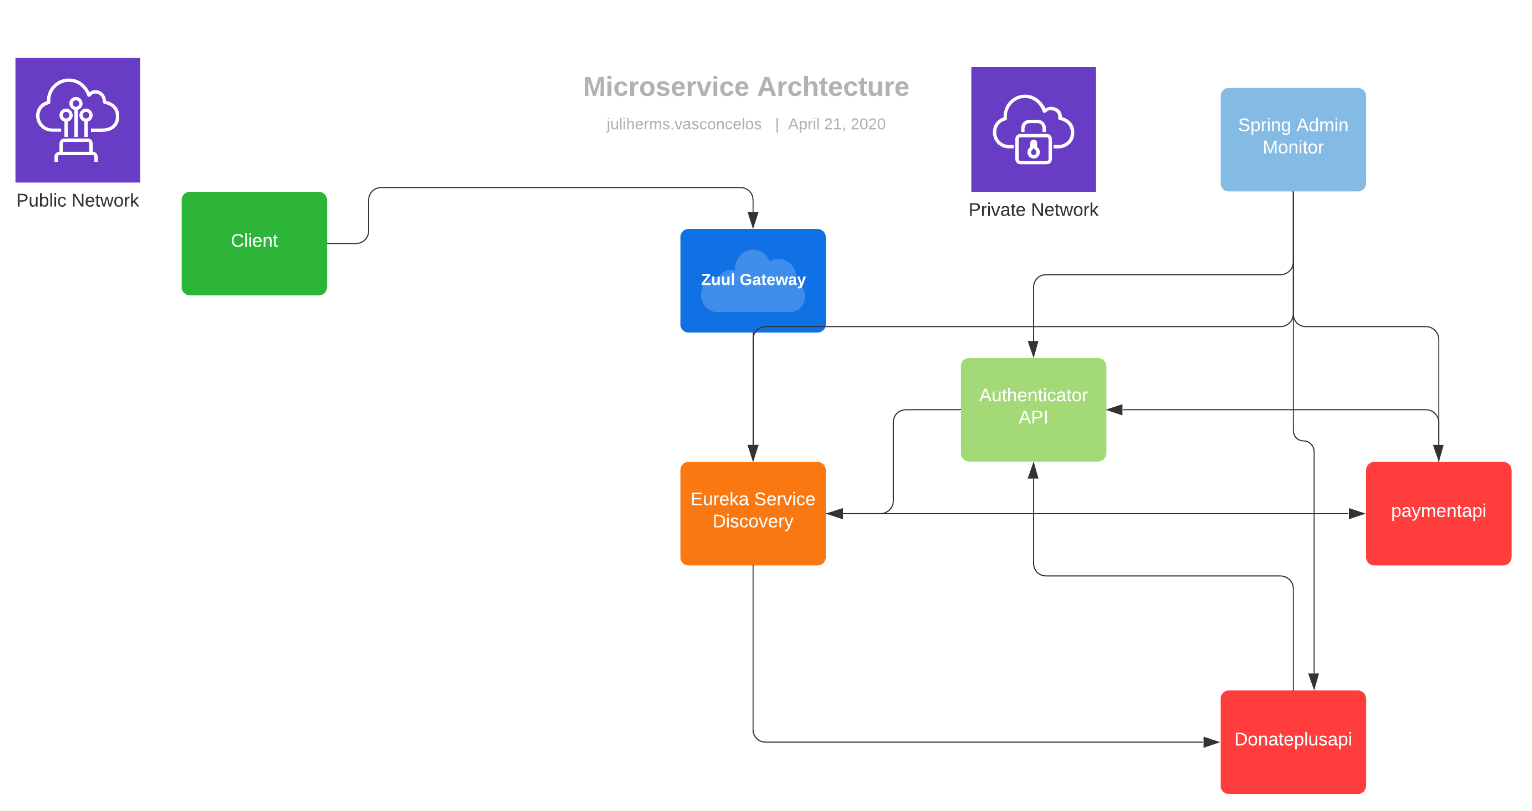 Microservice Archtecture
juliherms.vasconcelos | April 21, 2020
Public Network
Private Network
Spring Admin
Monitor
Client
Zuul Gateway
Authenticator
API
Eureka Service
Discovery
paymentapi
Donateplusapi